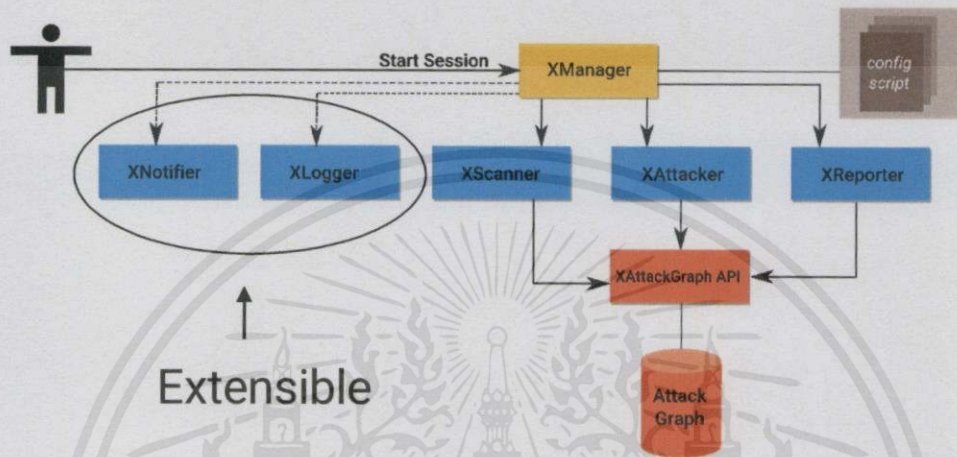 Start Session
XManager
config
script
XNotifier
XLogger
XScanner
XAttacker
XReporter
XAttackGraph API
Extensible
Attack
Graph